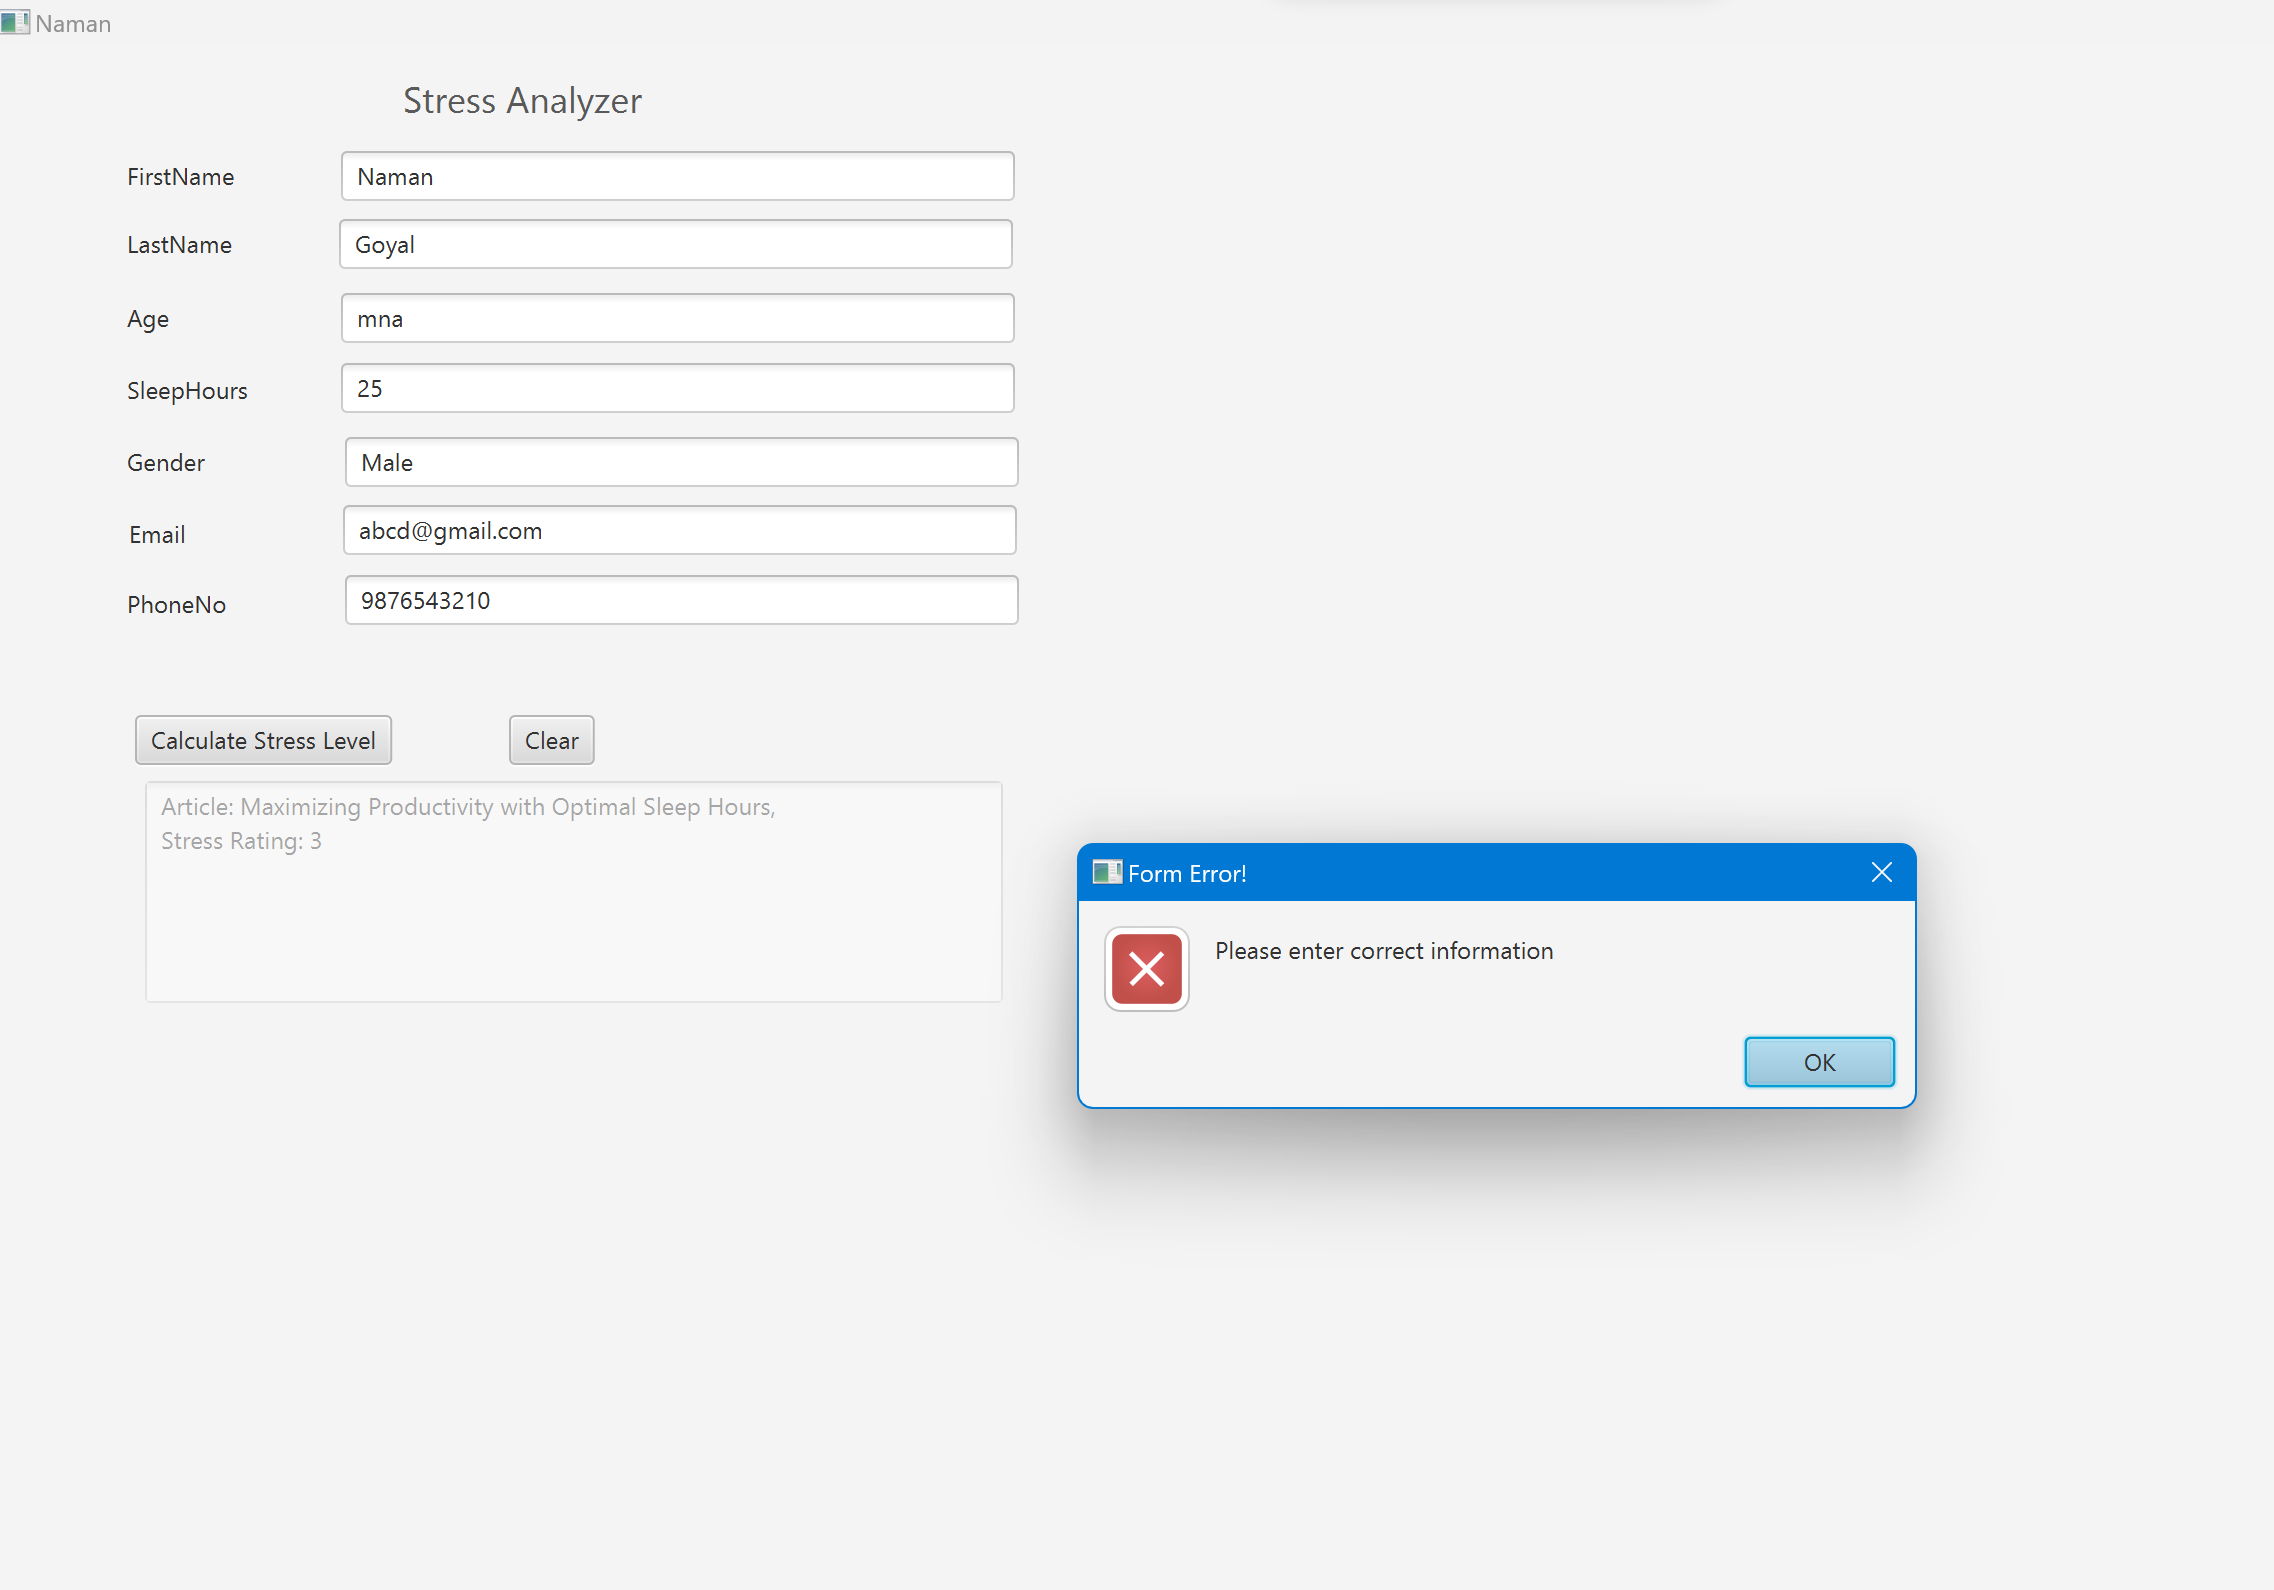 Naman
Stress Analyzer
FirstName Naman
LastName Goyal
Age mna
SleepHours 25
Gender Male
Email abcd@gmail.com
PhoneNo 9876543210
Calculate Stress Level Clear
Article: Maximizing Productivity with Optimal Sleep Hours,
Stress Rating: 3
Form Error!
Please enter correct information
OK